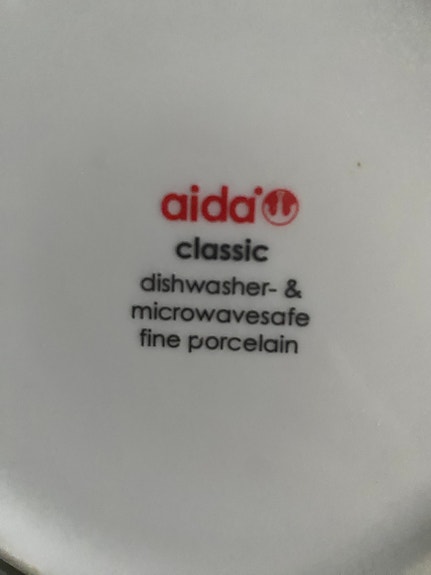 aida
classic
dishwasher- &
microwavesafe
fine porcelain